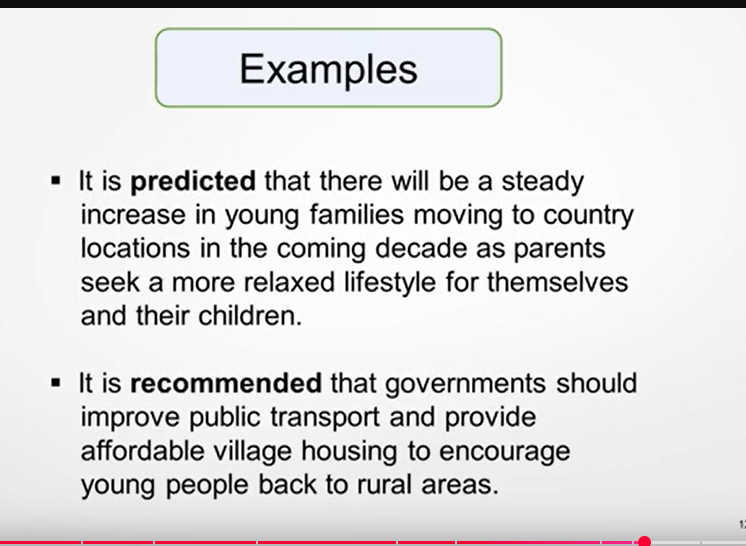 Examples
▪ It is predicted that there will be a steady
increase in young families moving to country
locations in the coming decade as parents
seek a more relaxed lifestyle for themselves
and their children.
▪ It is recommended that governments should
improve public transport and provide
affordable village housing to encourage
young people back to rural areas.